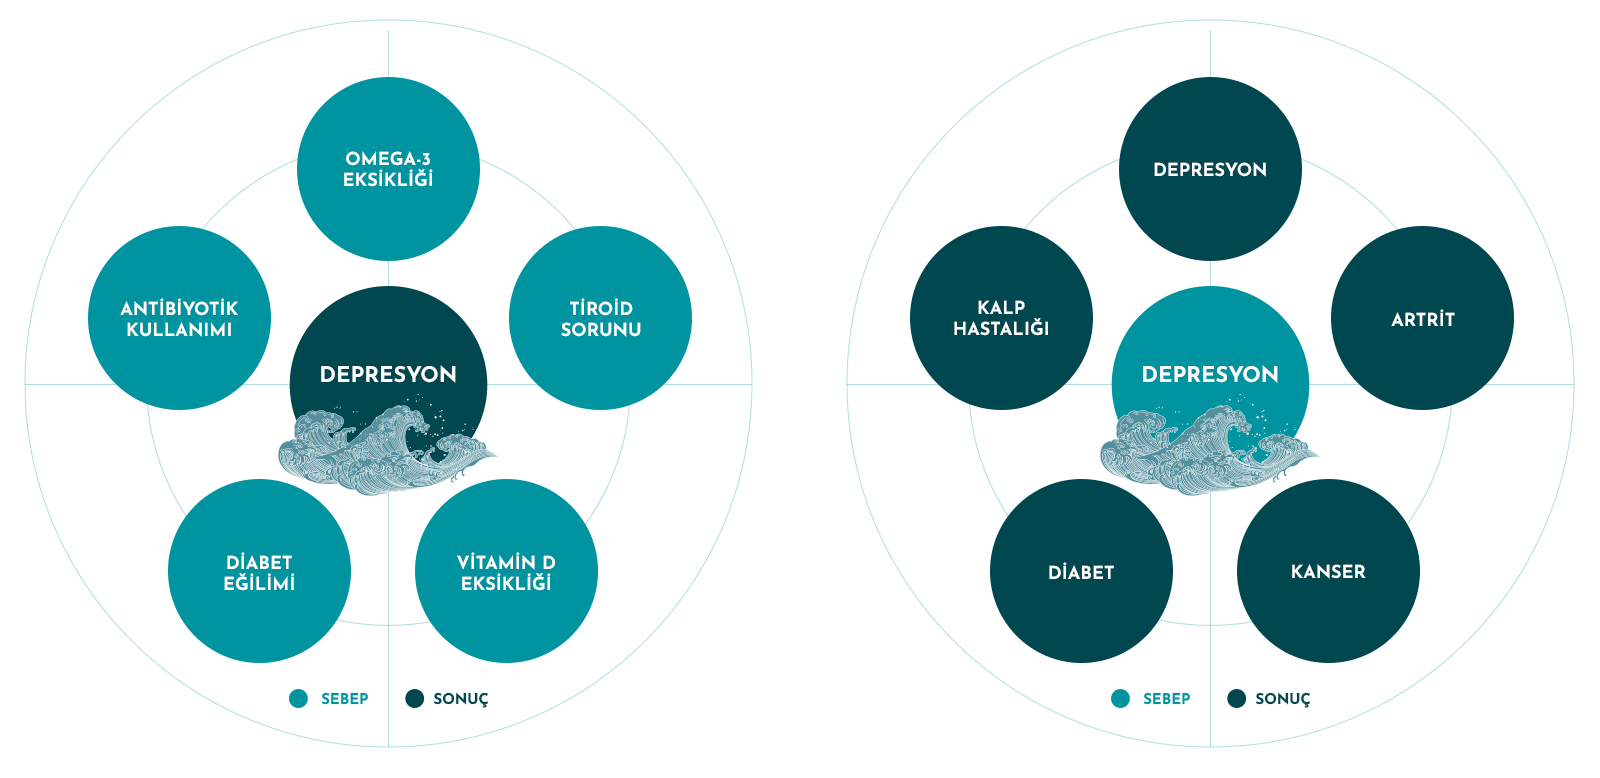 OMEGA-3
EKSİKLİĞİ
ANTİBİYOTİK
KULLANIMI
TİROİD
SORUNU
DEPRESYON
DİABET
EĞİLİMİ
VİTAMİN D
EKSİKLİĞİ
SEBEP
SONUÇ
DEPRESYON
KALP
HASTALIĞI
ARTRİT
DEPRESYON
DİABET
KANSER
SEBEP
SONUÇ